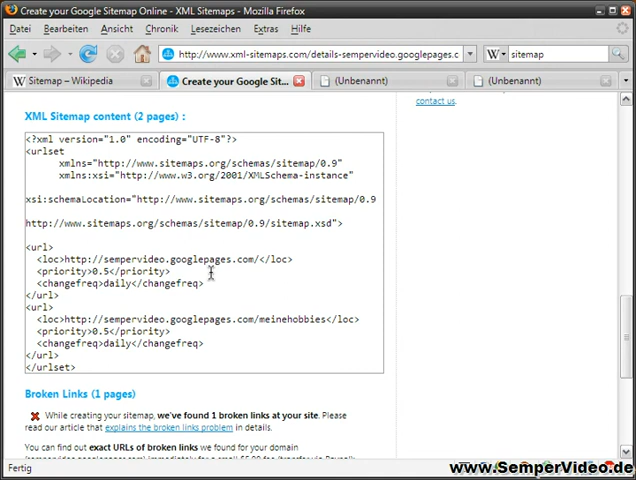 Create your Google Sitemap Online - XML Sitemaps - Mozilla Firefox
Datei Bearbeiten Ansicht Chronik Lesezeichen Extras Hilfe
http://www.xml-sitemaps.com/details-sempervideo.googlepages.c
sitemap
Sitemap – Wikipedia
Create your Google Sit...
(Unbenannt)
(Unbenannt)
contact us.
XML Sitemap content (2 pages) :
<?xml version="1.0" encoding="UTF-8"?>
<urlset
xmlns="http://www.sitemaps.org/schemas/sitemap/0.9"
xmlns:xsi="http://www.w3.org/2001/XMLSchema-instance"
xsi:schemaLocation="http://www.sitemaps.org/schemas/sitemap/0.9
http://www.sitemaps.org/schemas/sitemap/0.9/sitemap.xsd">
<url>
<loc>http://sempervideo.googlepages.com/</loc>
<priority>0.5</priority>
<changefreq>daily</changefreq>
</url>
<url>
<loc>http://sempervideo.googlepages.com/meinehobbies</loc>
<priority>0.5</priority>
<changefreq>daily</changefreq>
</url>
</urlset>
Broken Links (1 pages)
While creating your sitemap, we've found 1 broken links at your site. Please
read our article that explains the broken links problem in details.
You can find out exact URLs of broken links we found for your domain
Fertig
www.SemperVideo.de